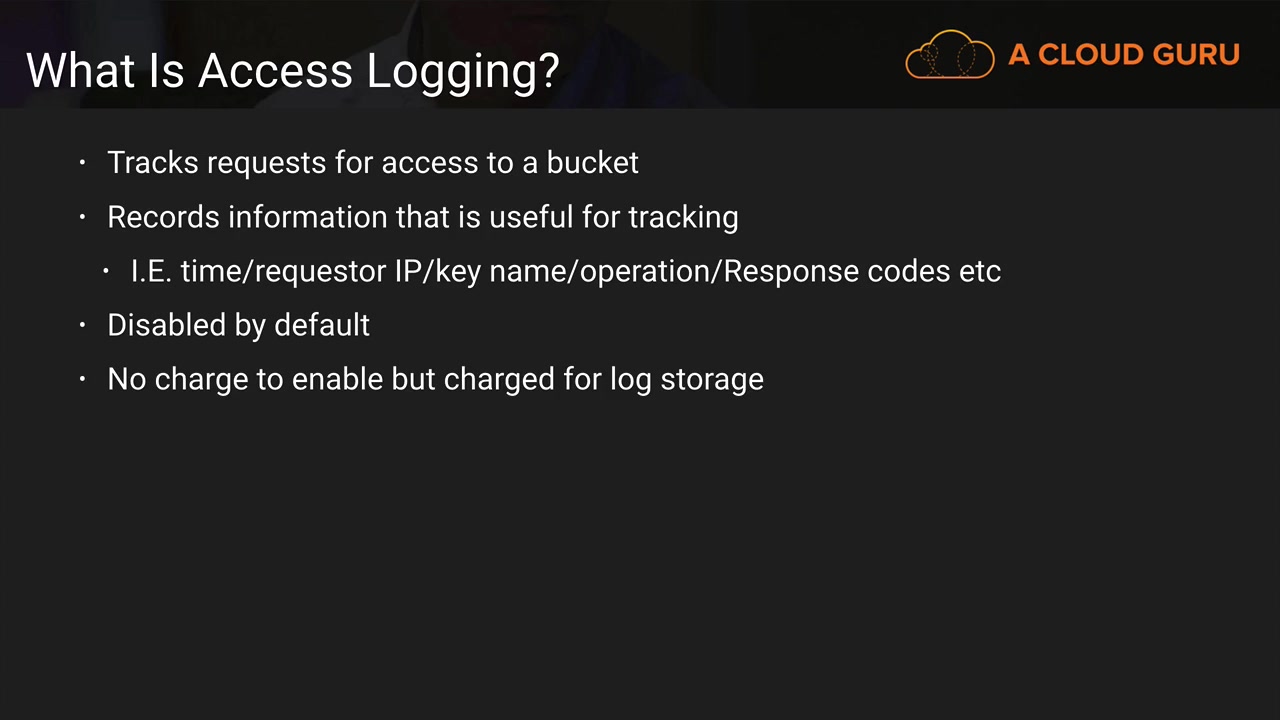 What Is Access Logging?
A CLOUD GURU
• Tracks requests for access to a bucket
• Records information that is useful for tracking
• I.E. time/requestor IP/key name/operation/Response codes etc
• Disabled by default
• No charge to enable but charged for log storage